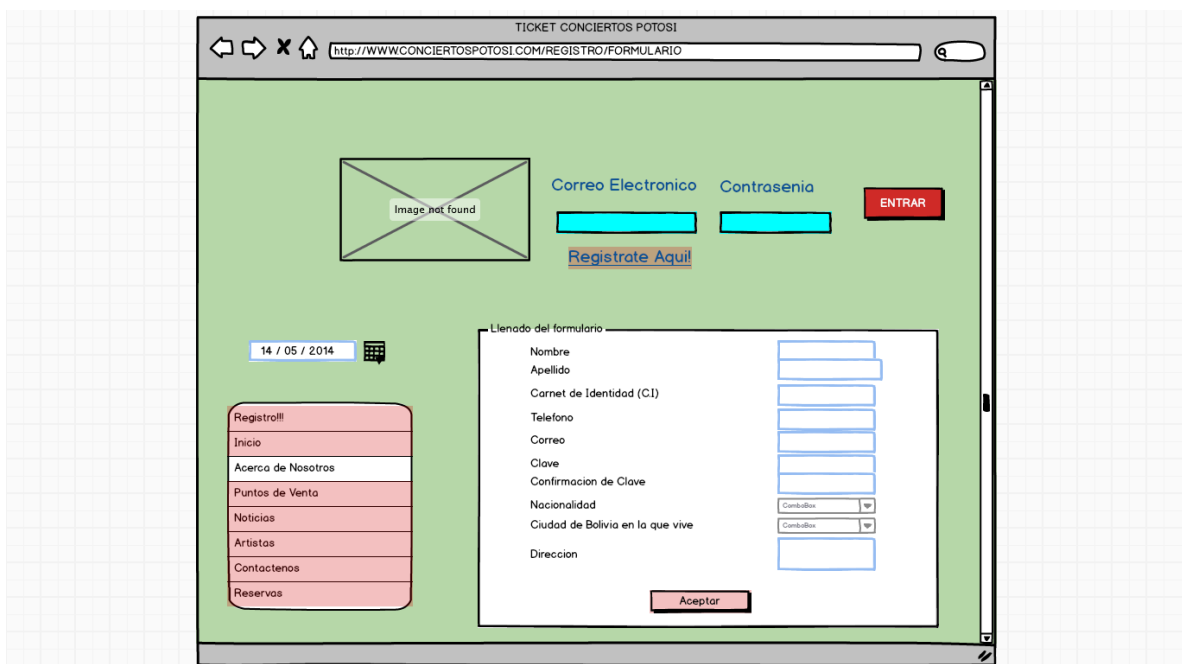 TICKET CONCIERTOS POTOSI
http://WWW.CONCIERTOSPOTOSI.COM/REGISTRO/FORMULARIO
Image not found
Correo Electronico
Contrasenia
ENTRAR
Registrate Aqui!
14 / 05 / 2014
Registro!!!
Inicio
Acerca de Nosotros
Puntos de Venta
Noticias
Artistas
Contactenos
Reservas
Llenado del formulario
Nombre
Apellido
Carnet de Identidad (C.I)
Telefono
Correo
Clave
Confirmacion de Clave
Nacionalidad
ComboBox
Ciudad de Bolivia en la que vive
ComboBox
Direccion
Aceptar